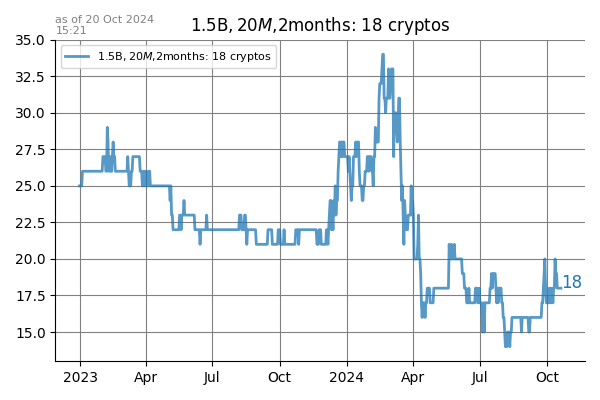 as of 20 Oct 2024
15:21
1.5B, 20M,2months: 18 cryptos
1.5B, 20M,2months: 18 cryptos
35.0
32.5
30.0
27.5
25.0
22.5
20.0
17.5
15.0
18
2023
Apr
Jul
Oct
2024
Apr
Jul
Oct